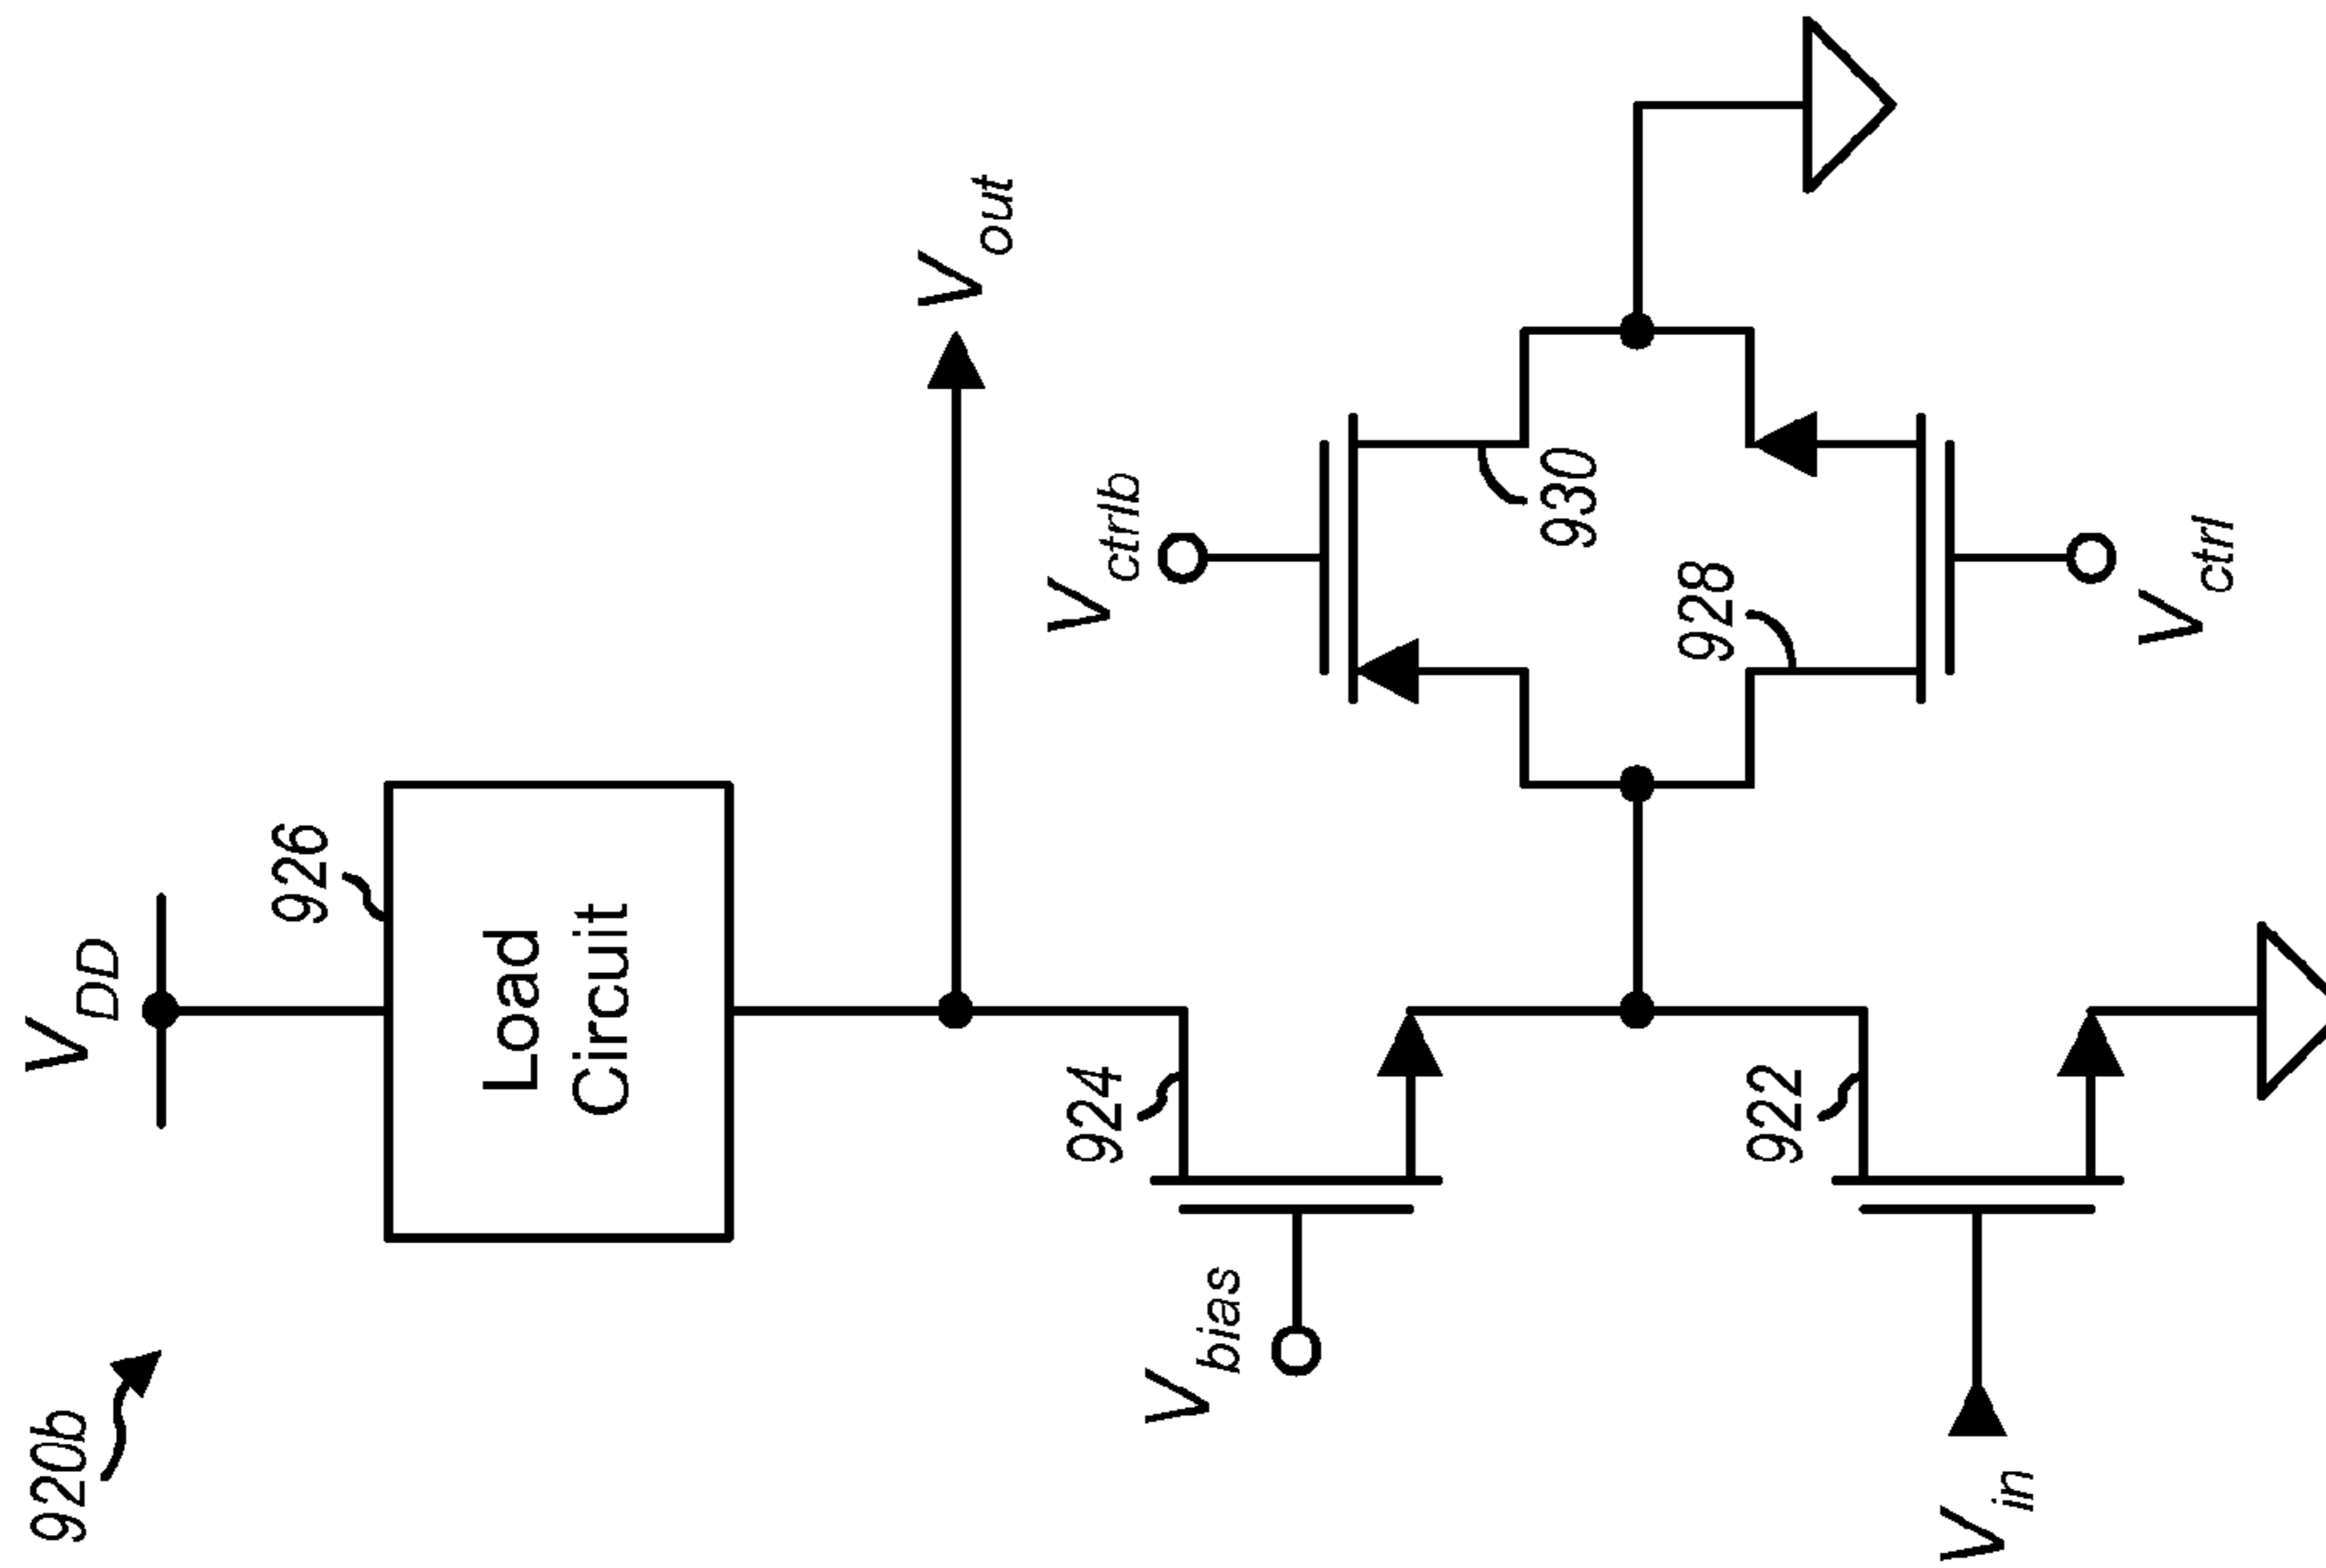 920b
V_DD
926
Load
Circuit
V_out
924
V_bias
V_ctrlb
930
928
V_ctrl
922
V_in